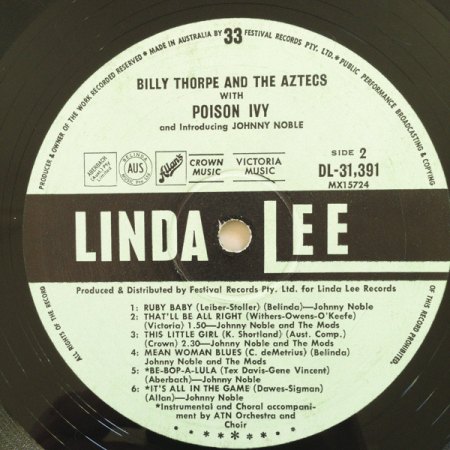 • MADE IN AUSTRALIA BY 33 FESTIVAL RECORDS PTY. LTD. •
PRODUCER & OWNER OF THE WORK RECORDED RESERVED
PUBLIC PERFORMANCE, BROADCASTING & COPYING
BILLY THORPE AND THE AZTECS
WITH
POISON IVY
and Introducing JOHNNY NOBLE
SIDE 2
AUS
Allan's
CROWN MUSIC
VICTORIA MUSIC
DL-31,391
MX15724
LINDA LEE
Produced & Distributed by Festival Records Pty. Ltd. for Linda Lee Records
1: RUBY BABY (Leiber-Stoller) (Belinda)—Johnny Noble
2: THAT'LL BE ALL RIGHT (Withers-Owens-O'Keefe)
(Victoria) 1.50—Johnny Noble and The Mods
3: THIS LITTLE GIRL (K. Shortland) (Aust. Comp.)
(Crown) 2.30—Johnny Noble and The Mods
4: MEAN WOMAN BLUES (C. deMetrius) (Belinda)
Johnny Noble and The Mods
5: *BE-BOP-A-LULA (Tex Davis-Gene Vincent)
(Aberbach)—Johnny Noble
6: *IT'S ALL IN THE GAME (Dawes-Sigman)
(Allan)—Johnny Noble
*Instrumental and Choral accompani-
ment by ATN Orchestra and
Choir
ALL RIGHT OF THE RECORD
OF THIS RECORD PROHIBITED.